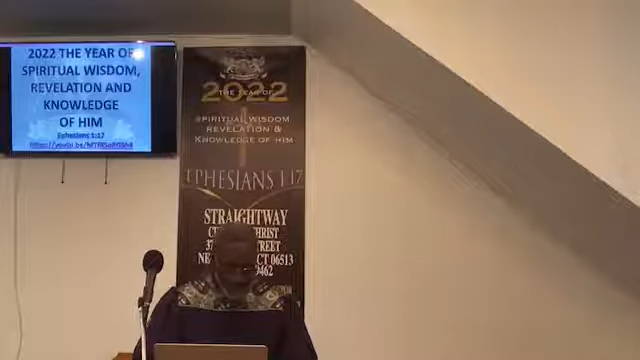 2022 THE YEAR OF
SPIRITUAL WISDOM,
REVELATION AND
KNOWLEDGE
OF HIM
Ephesians 1:17
THE YEAR OF
2022
SPIRITUAL WISDOM
REVELATION &
KNOWLEDGE OF HIM
EPHESIANS 1:17
STRAIGHTWAY
CT 06513